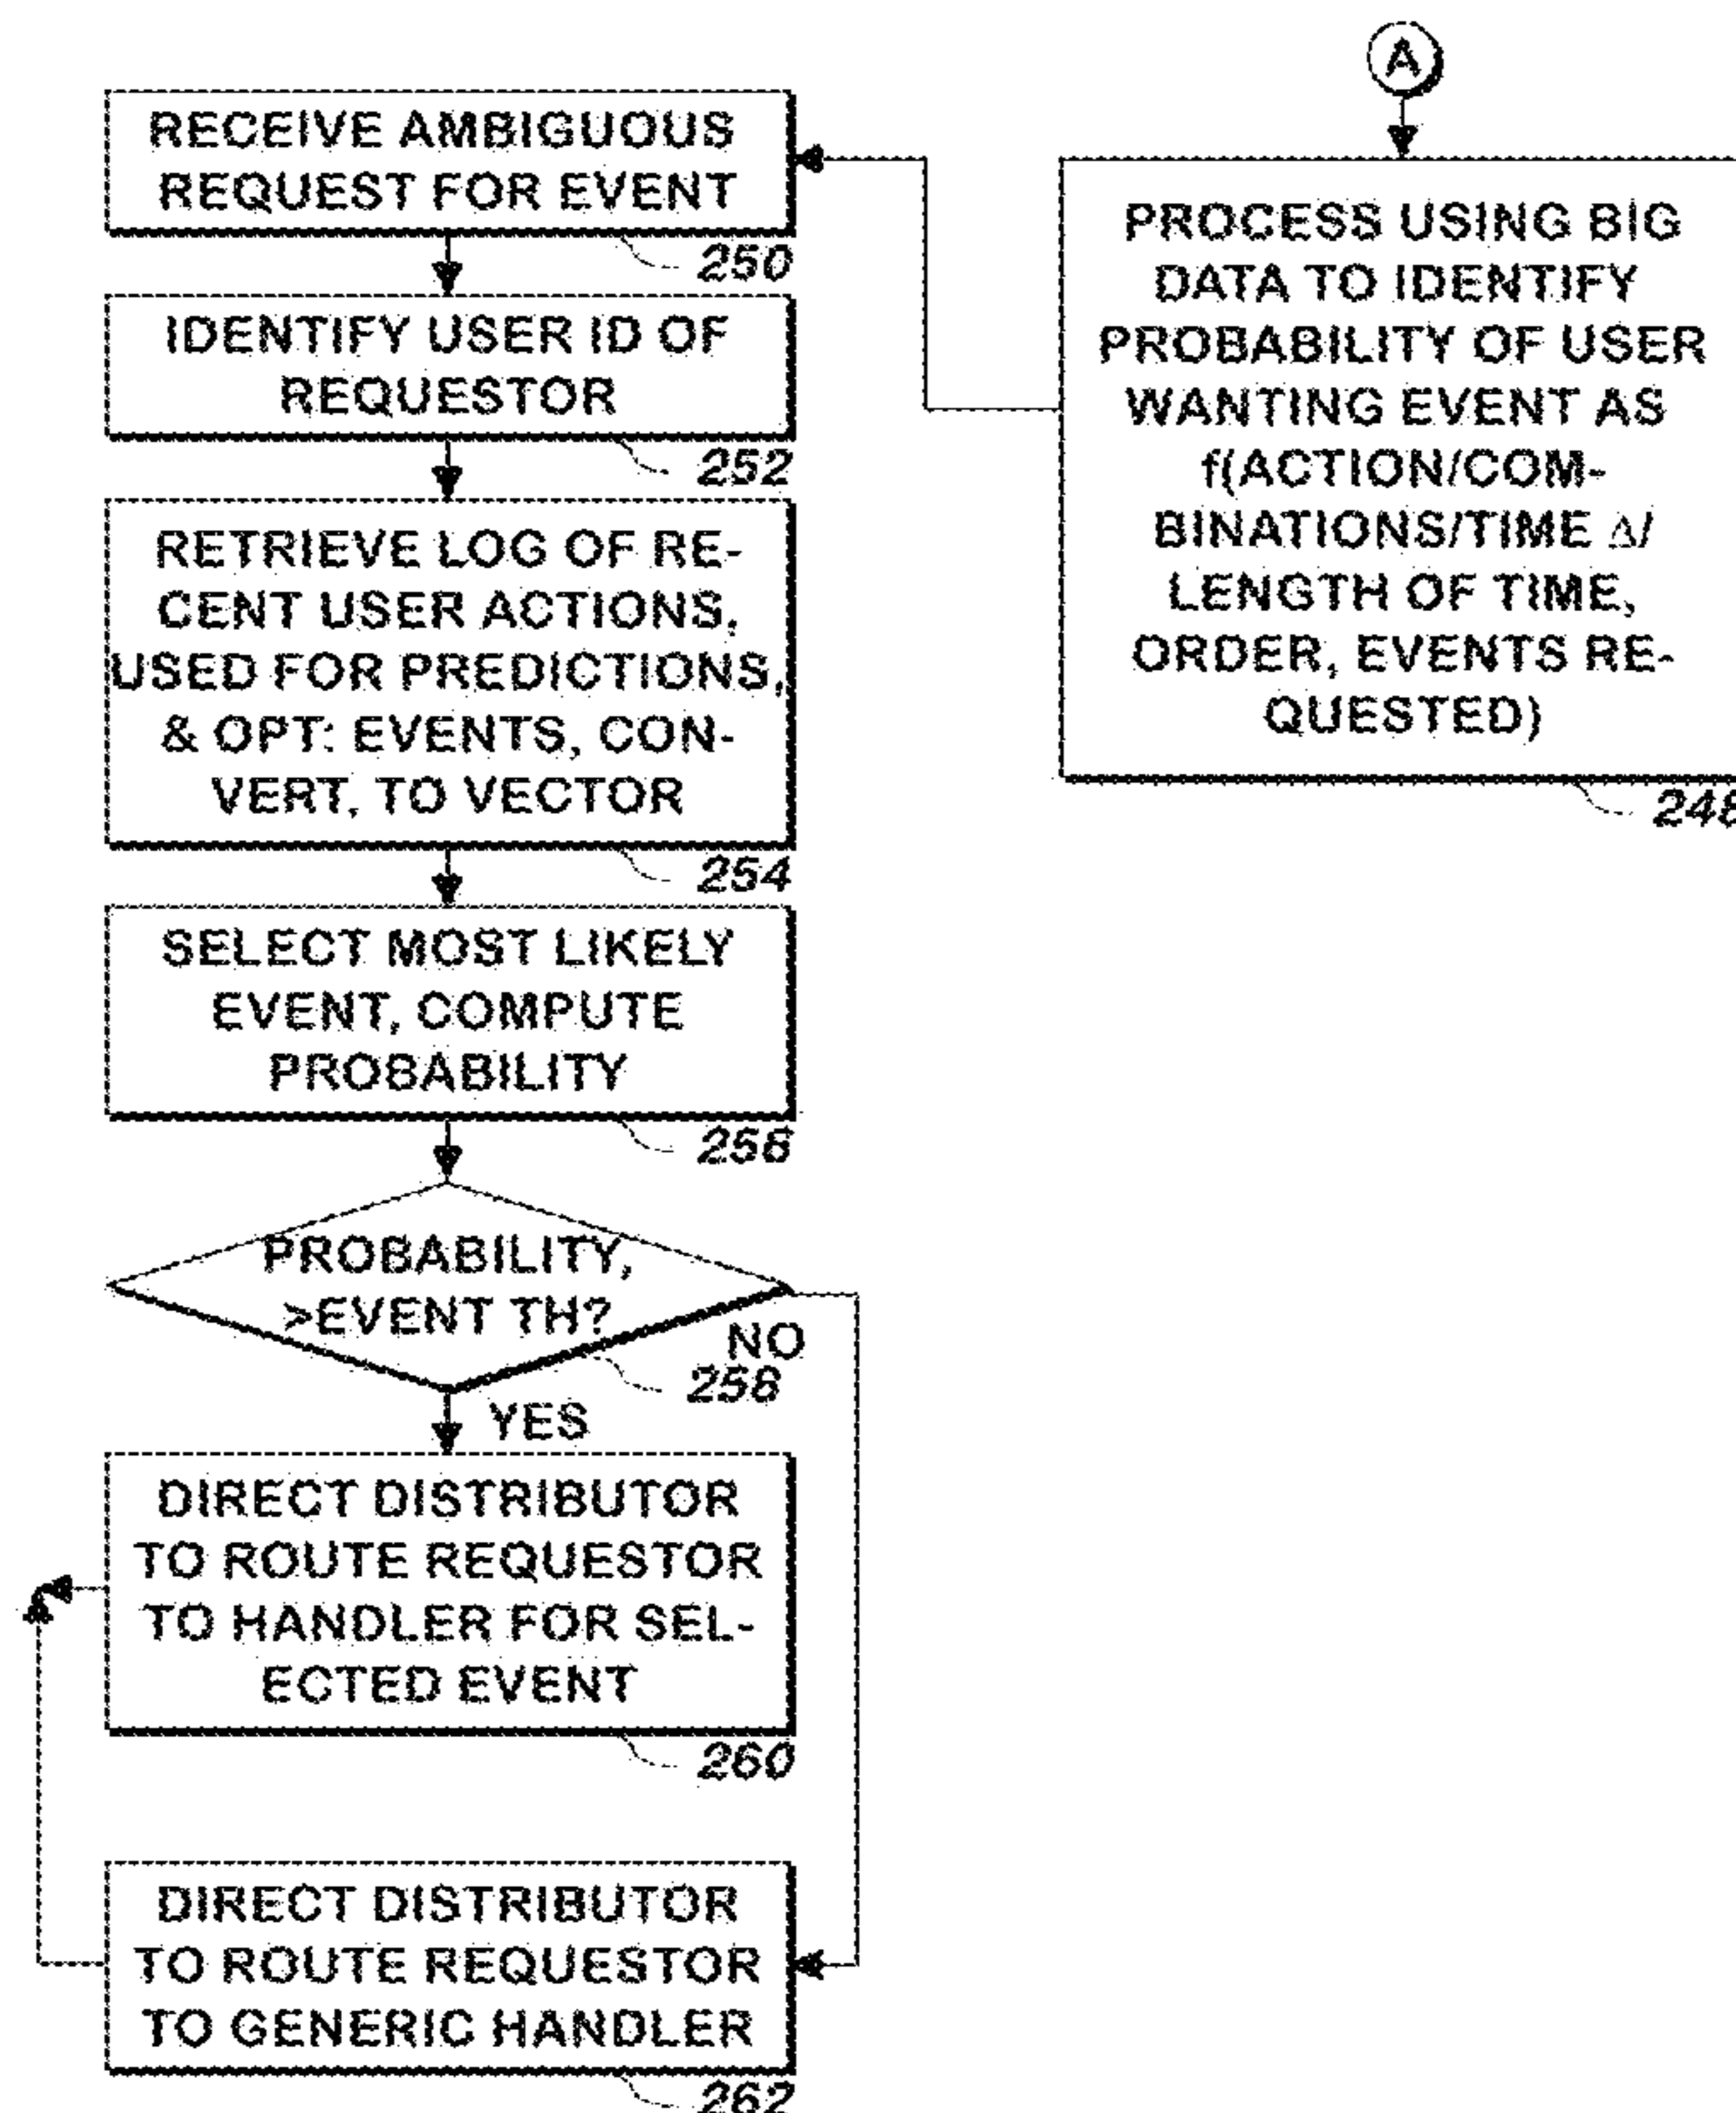 A
PROCESS USING BIG
DATA TO IDENTIFY
PROBABILITY OF USER
WANTING EVENT AS
f(ACTION/COM-
BINATIONS/TIME Δ/
LENGTH OF TIME,
ORDER, EVENTS RE-
QUESTED)
248
RECEIVE AMBIGUOUS
REQUEST FOR EVENT
250
IDENTIFY USER ID OF
REQUESTOR
252
RETRIEVE LOG OF RE-
CENT USER ACTIONS,
USED FOR PREDICTIONS,
& OPT: EVENTS, CON-
VERT, TO VECTOR
254
SELECT MOST LIKELY
EVENT, COMPUTE
PROBABILITY
256
PROBABILITY,
>EVENT TH?
NO
258
YES
DIRECT DISTRIBUTOR
TO ROUTE REQUESTOR
TO HANDLER FOR SEL-
ECTED EVENT
260
DIRECT DISTRIBUTOR
TO ROUTE REQUESTOR
TO GENERIC HANDLER
262